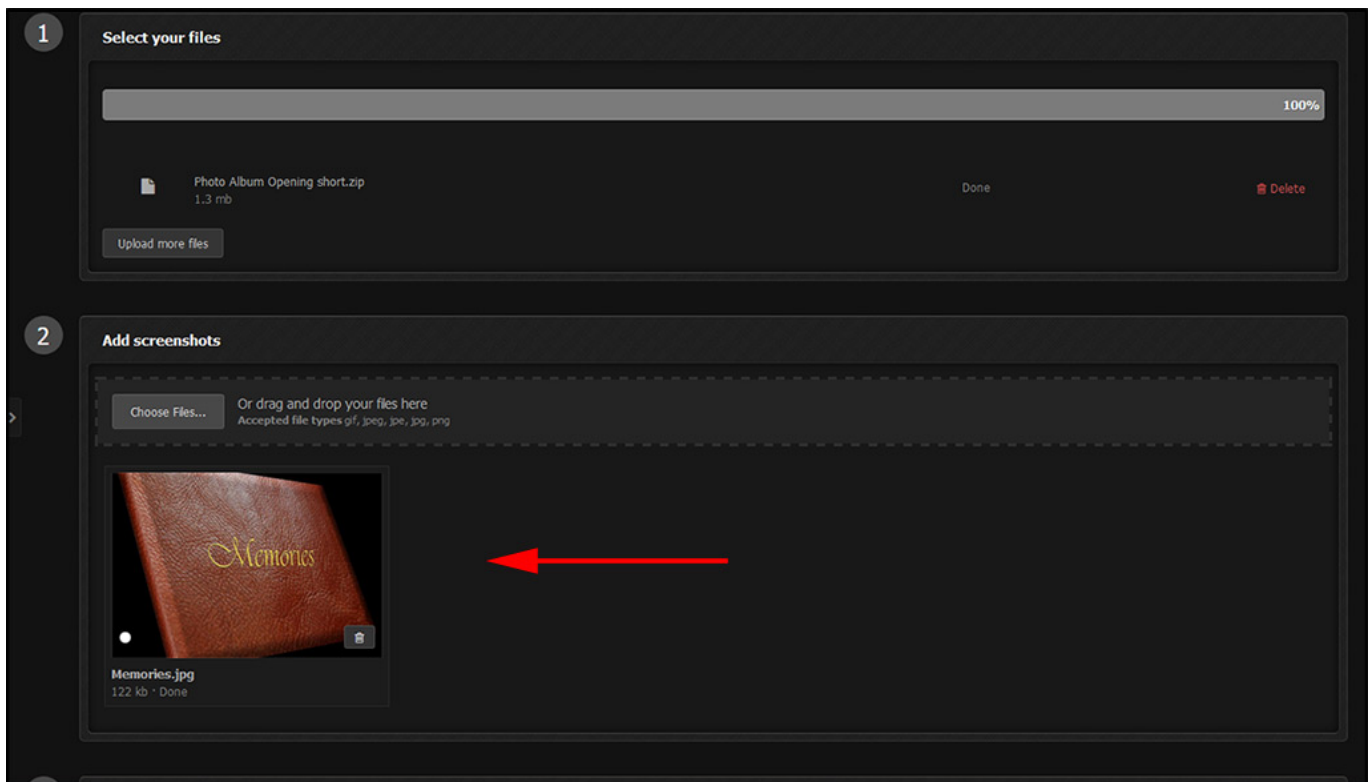 1
Select your files
100%
Photo Album Opening short.zip
1.3 mb
Done
Delete
Upload more files
2
Add screenshots
Choose Files...
Or drag and drop your files here
Accepted file types gif, jpeg, jpe, jpg, png
Memories
Memories.jpg
122 kb · Done